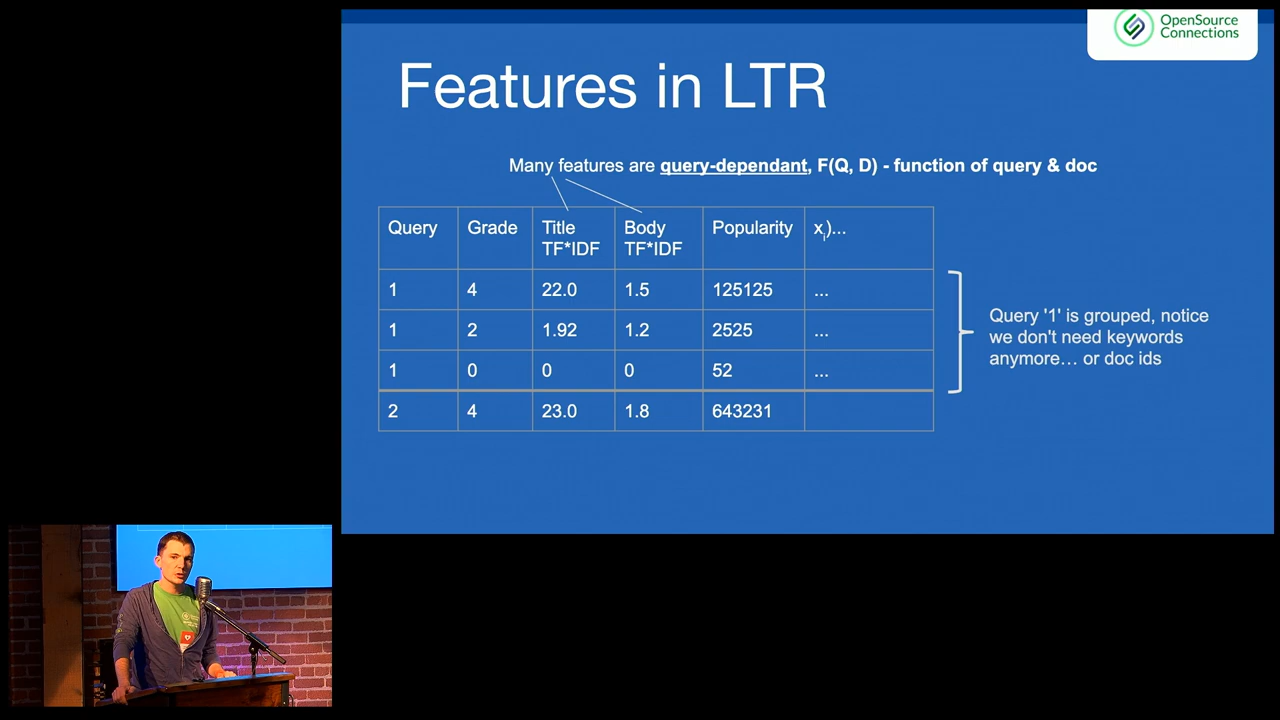 OpenSource
Connections
Features in LTR
Many features are query-dependant, F(Q, D) - function of query & doc
Query Grade Title TF*IDF Body TF*IDF Popularity xi)...
1 4 22.0 1.5 125125 ...
1 2 1.92 1.2 2525 ...
1 0 0 0 52 ...
2 4 23.0 1.8 643231
Query '1' is grouped, notice
we don't need keywords
anymore… or doc ids